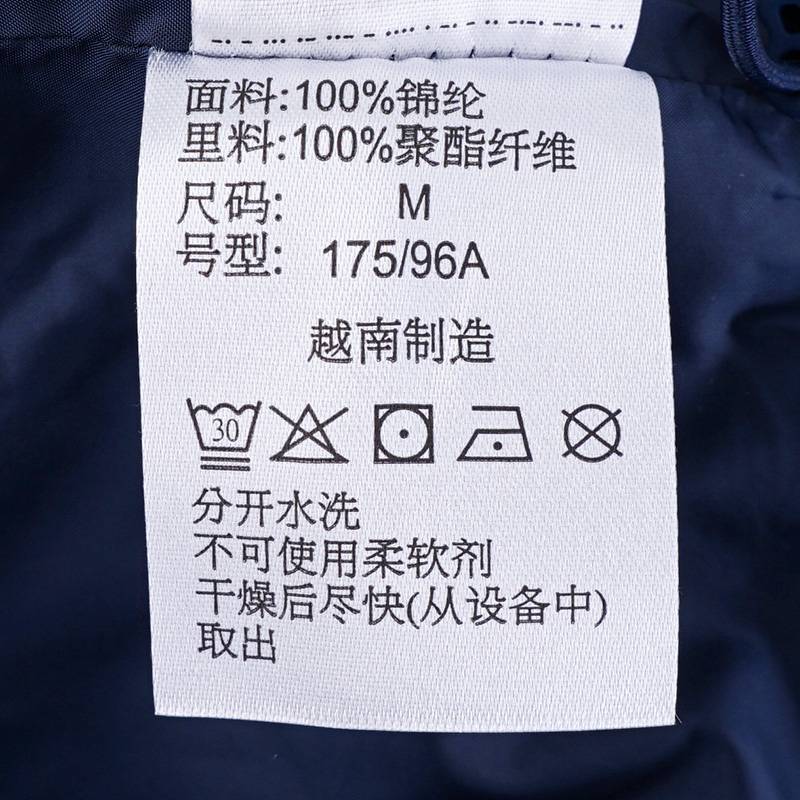 面料:100%锦纶
里料:100%聚酯纤维
尺码: M
号型: 175/96A
越南制造
30
分开水洗
不可使用柔软剂
干燥后尽快(从设备中)
取出